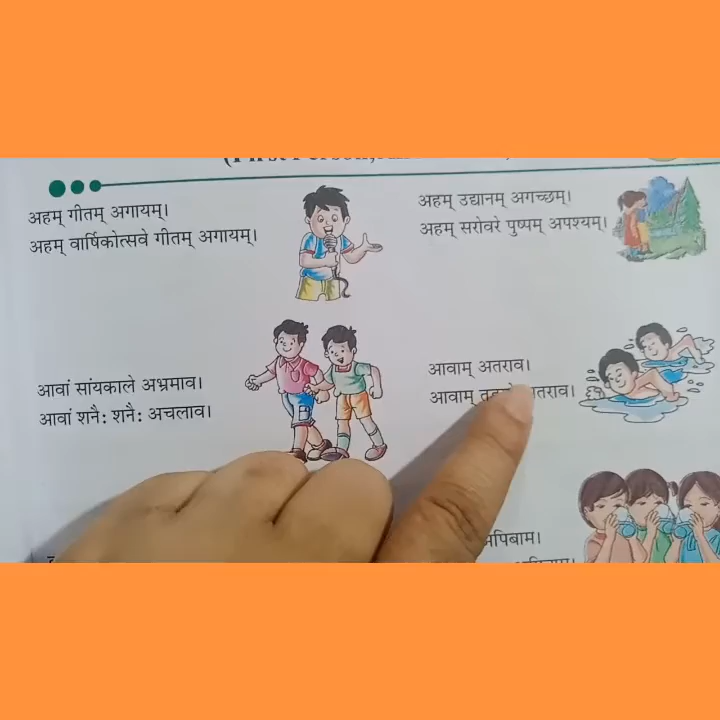 अहम् गीतम् अगायम्।
अहम् वार्षिकोत्सवे गीतम् अगायम्।
अहम् उद्यानम् अगच्छम्।
अहम् सरोवरे पुष्पम् अपश्यम्।
आवां सांयकाले अभ्रमाव।
आवां शनैः शनैः अचलाव।
आवाम् अतराव।
आवाम्
अपिबाम।